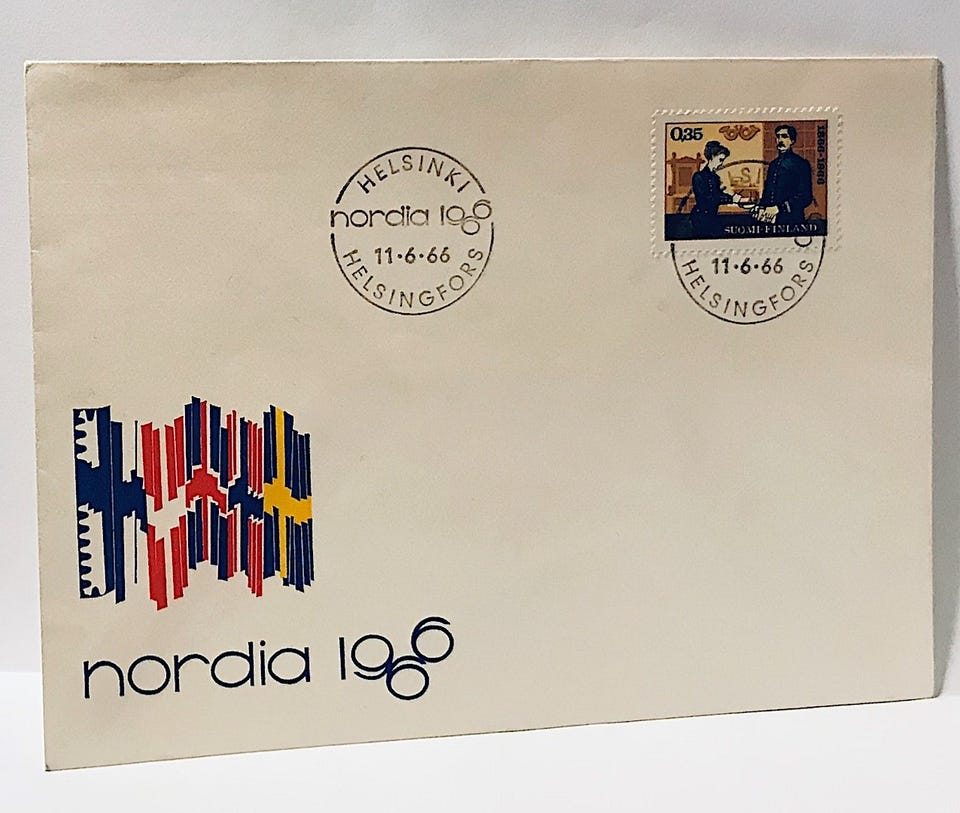 HELSINKI
nordia 1966
11·6·66
HELSINGFORS
0,35
1866-1966
SUOMI-FINLAND
11·6·66
HELSINGFORS
nordia 1966